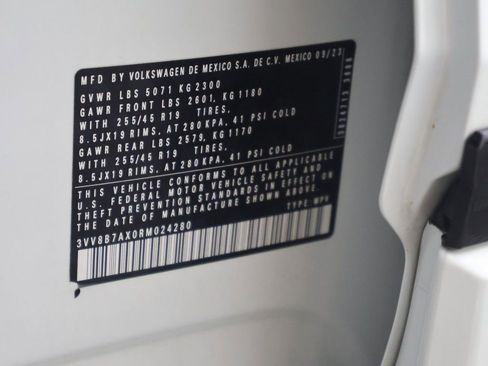 MFD BY VOLKSWAGEN DE MEXICO S.A. DE C.V. MEXICO 09/23
GVWR LBS 5071 KG 2300
GAWR FRONT LBS 2601, KG 1180
WITH 255/45 R19 TIRES,
8.5JX19 RIMS, AT 280KPA, 41 PSI COLD
GAWR REAR LBS 2579, KG 1170
WITH 255/45 R19 TIRES,
8.5JX19 RIMS, AT 280KPA, 41 PSI COLD
THIS VEHICLE CONFORMS TO ALL APPLICABLE
U.S. FEDERAL MOTOR VEHICLE SAFETY AND
THEFT PREVENTION STANDARDS IN EFFECT ON
THE DATE OF MANUFACTURE SHOWN ABOVE
3VV8B7AX0RM024280 TYPE MPV